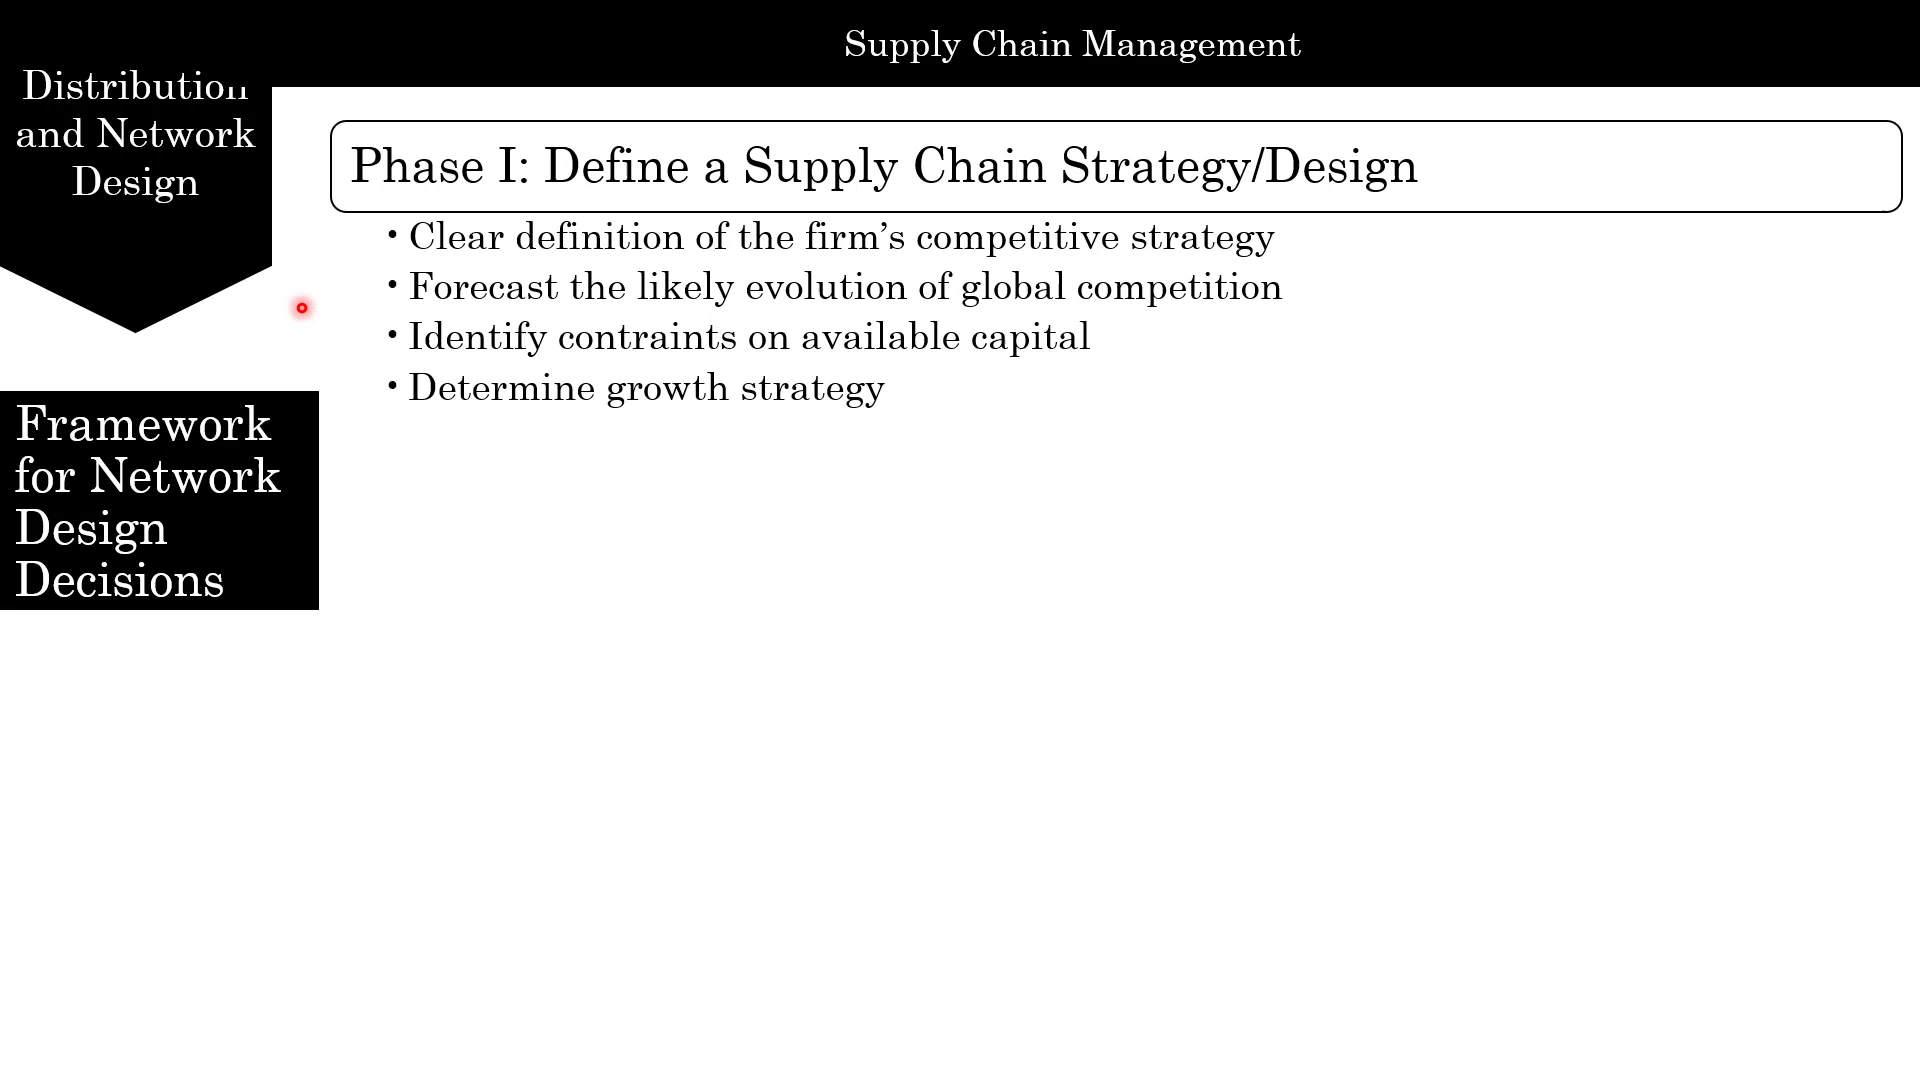 Supply Chain Management
Distribution
and Network
Design
Phase I: Define a Supply Chain Strategy/Design
• Clear definition of the firm’s competitive strategy
• Forecast the likely evolution of global competition
• Identify contraints on available capital
• Determine growth strategy
Framework
for Network
Design
Decisions